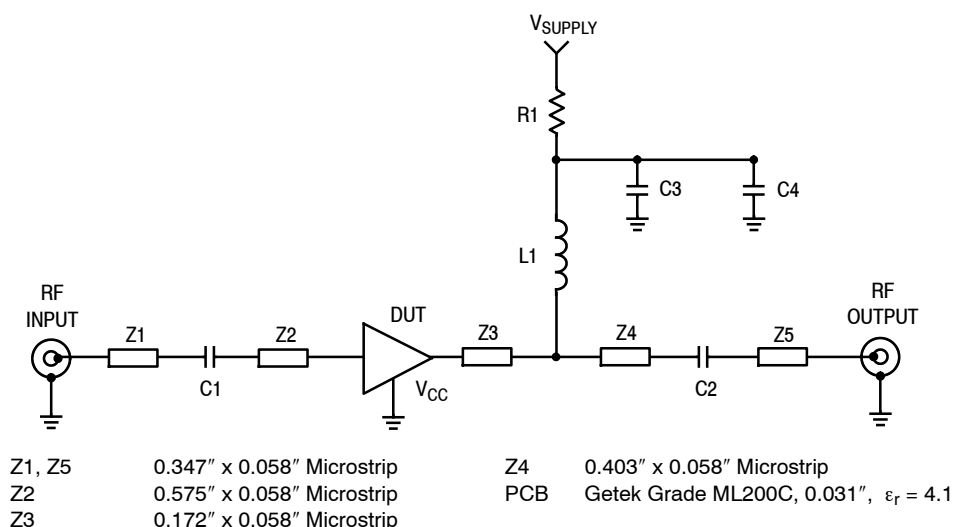 VSUPPLY
R1
C3
C4
L1
RF
INPUT
RF
OUTPUT
DUT
Z1
Z2
Z3
Z4
Z5
C1
VCC
C2
Z1, Z5 0.347″ x 0.058″ Microstrip
Z2 0.575″ x 0.058″ Microstrip
Z3 0.172″ x 0.058″ Microstrip
Z4 0.403″ x 0.058″ Microstrip
PCB Getek Grade ML200C, 0.031″, εr = 4.1